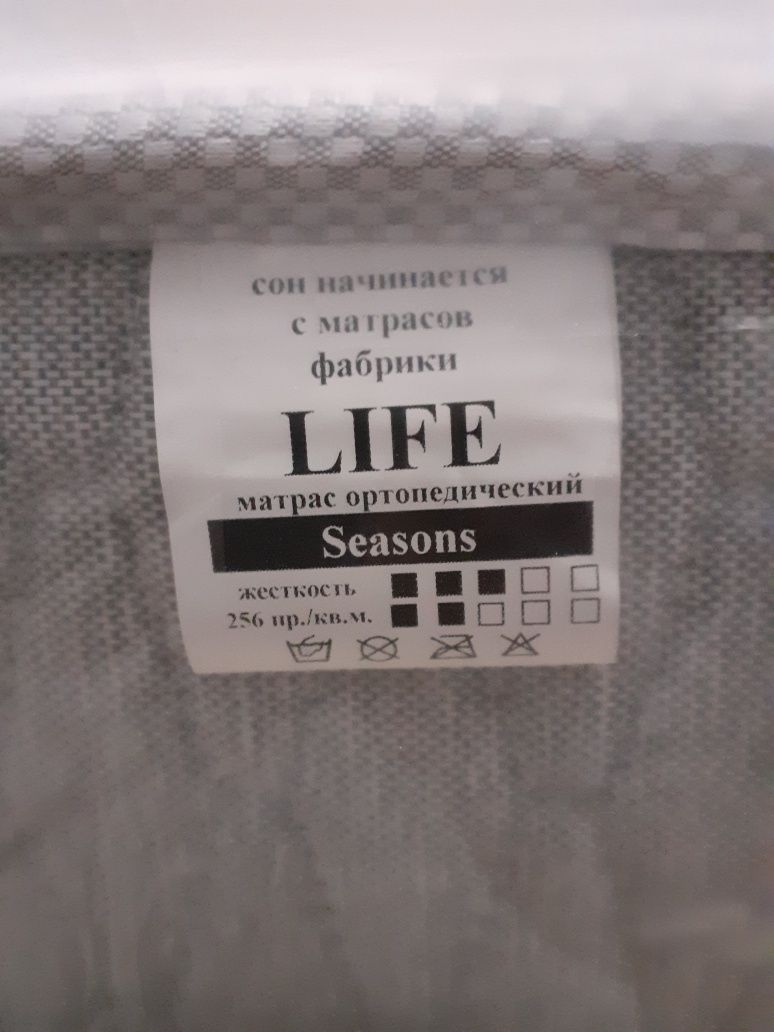 сон начинается
с матрасов
фабрики
LIFE
матрас ортопедический
Seasons
жесткость
256 пр./кв.м.